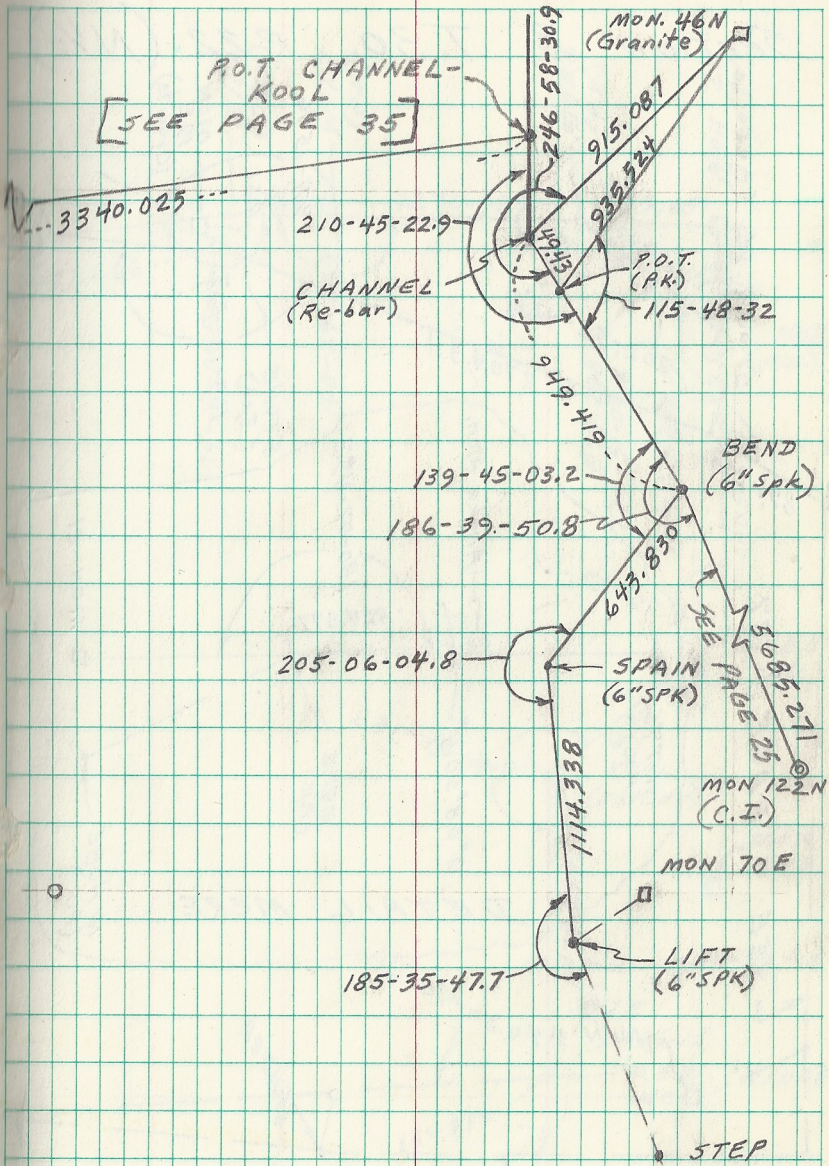 MON. 46N
(Granite)
P.O.T. CHANNEL-
KOOL
[SEE PAGE 35]
246-58-30.9
915.087
935.524
3340.025
210-45-22.9
49.43
CHANNEL
(Re-bar)
P.O.T.
(P.K.)
115-48-32
949.419
BEND
(6"spk)
139-45-03.2
186-39.-50.8
643.830
SEE PAGE 25
5685.271
205-06-04.8
SPAIN
(6"SPK)
MON 122N
(C.I.)
1114.338
MON 70E
LIFT
(6"SPK)
185-35-47.7
STEP